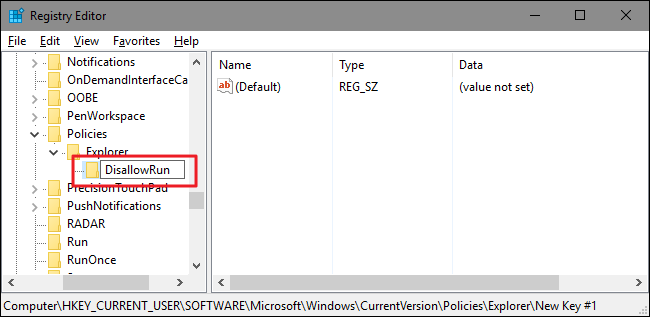 Registry Editor
File Edit View Favorites Help
Notifications
OnDemandInterfaceCa
OOBE
PenWorkspace
Policies
Explorer
DisallowRun
PrecisionTouchPad
PushNotifications
RADAR
Run
RunOnce
Name Type Data
ab (Default) REG_SZ (value not set)
Computer\HKEY_CURRENT_USER\SOFTWARE\Microsoft\Windows\CurrentVersion\Policies\Explorer\New Key #1